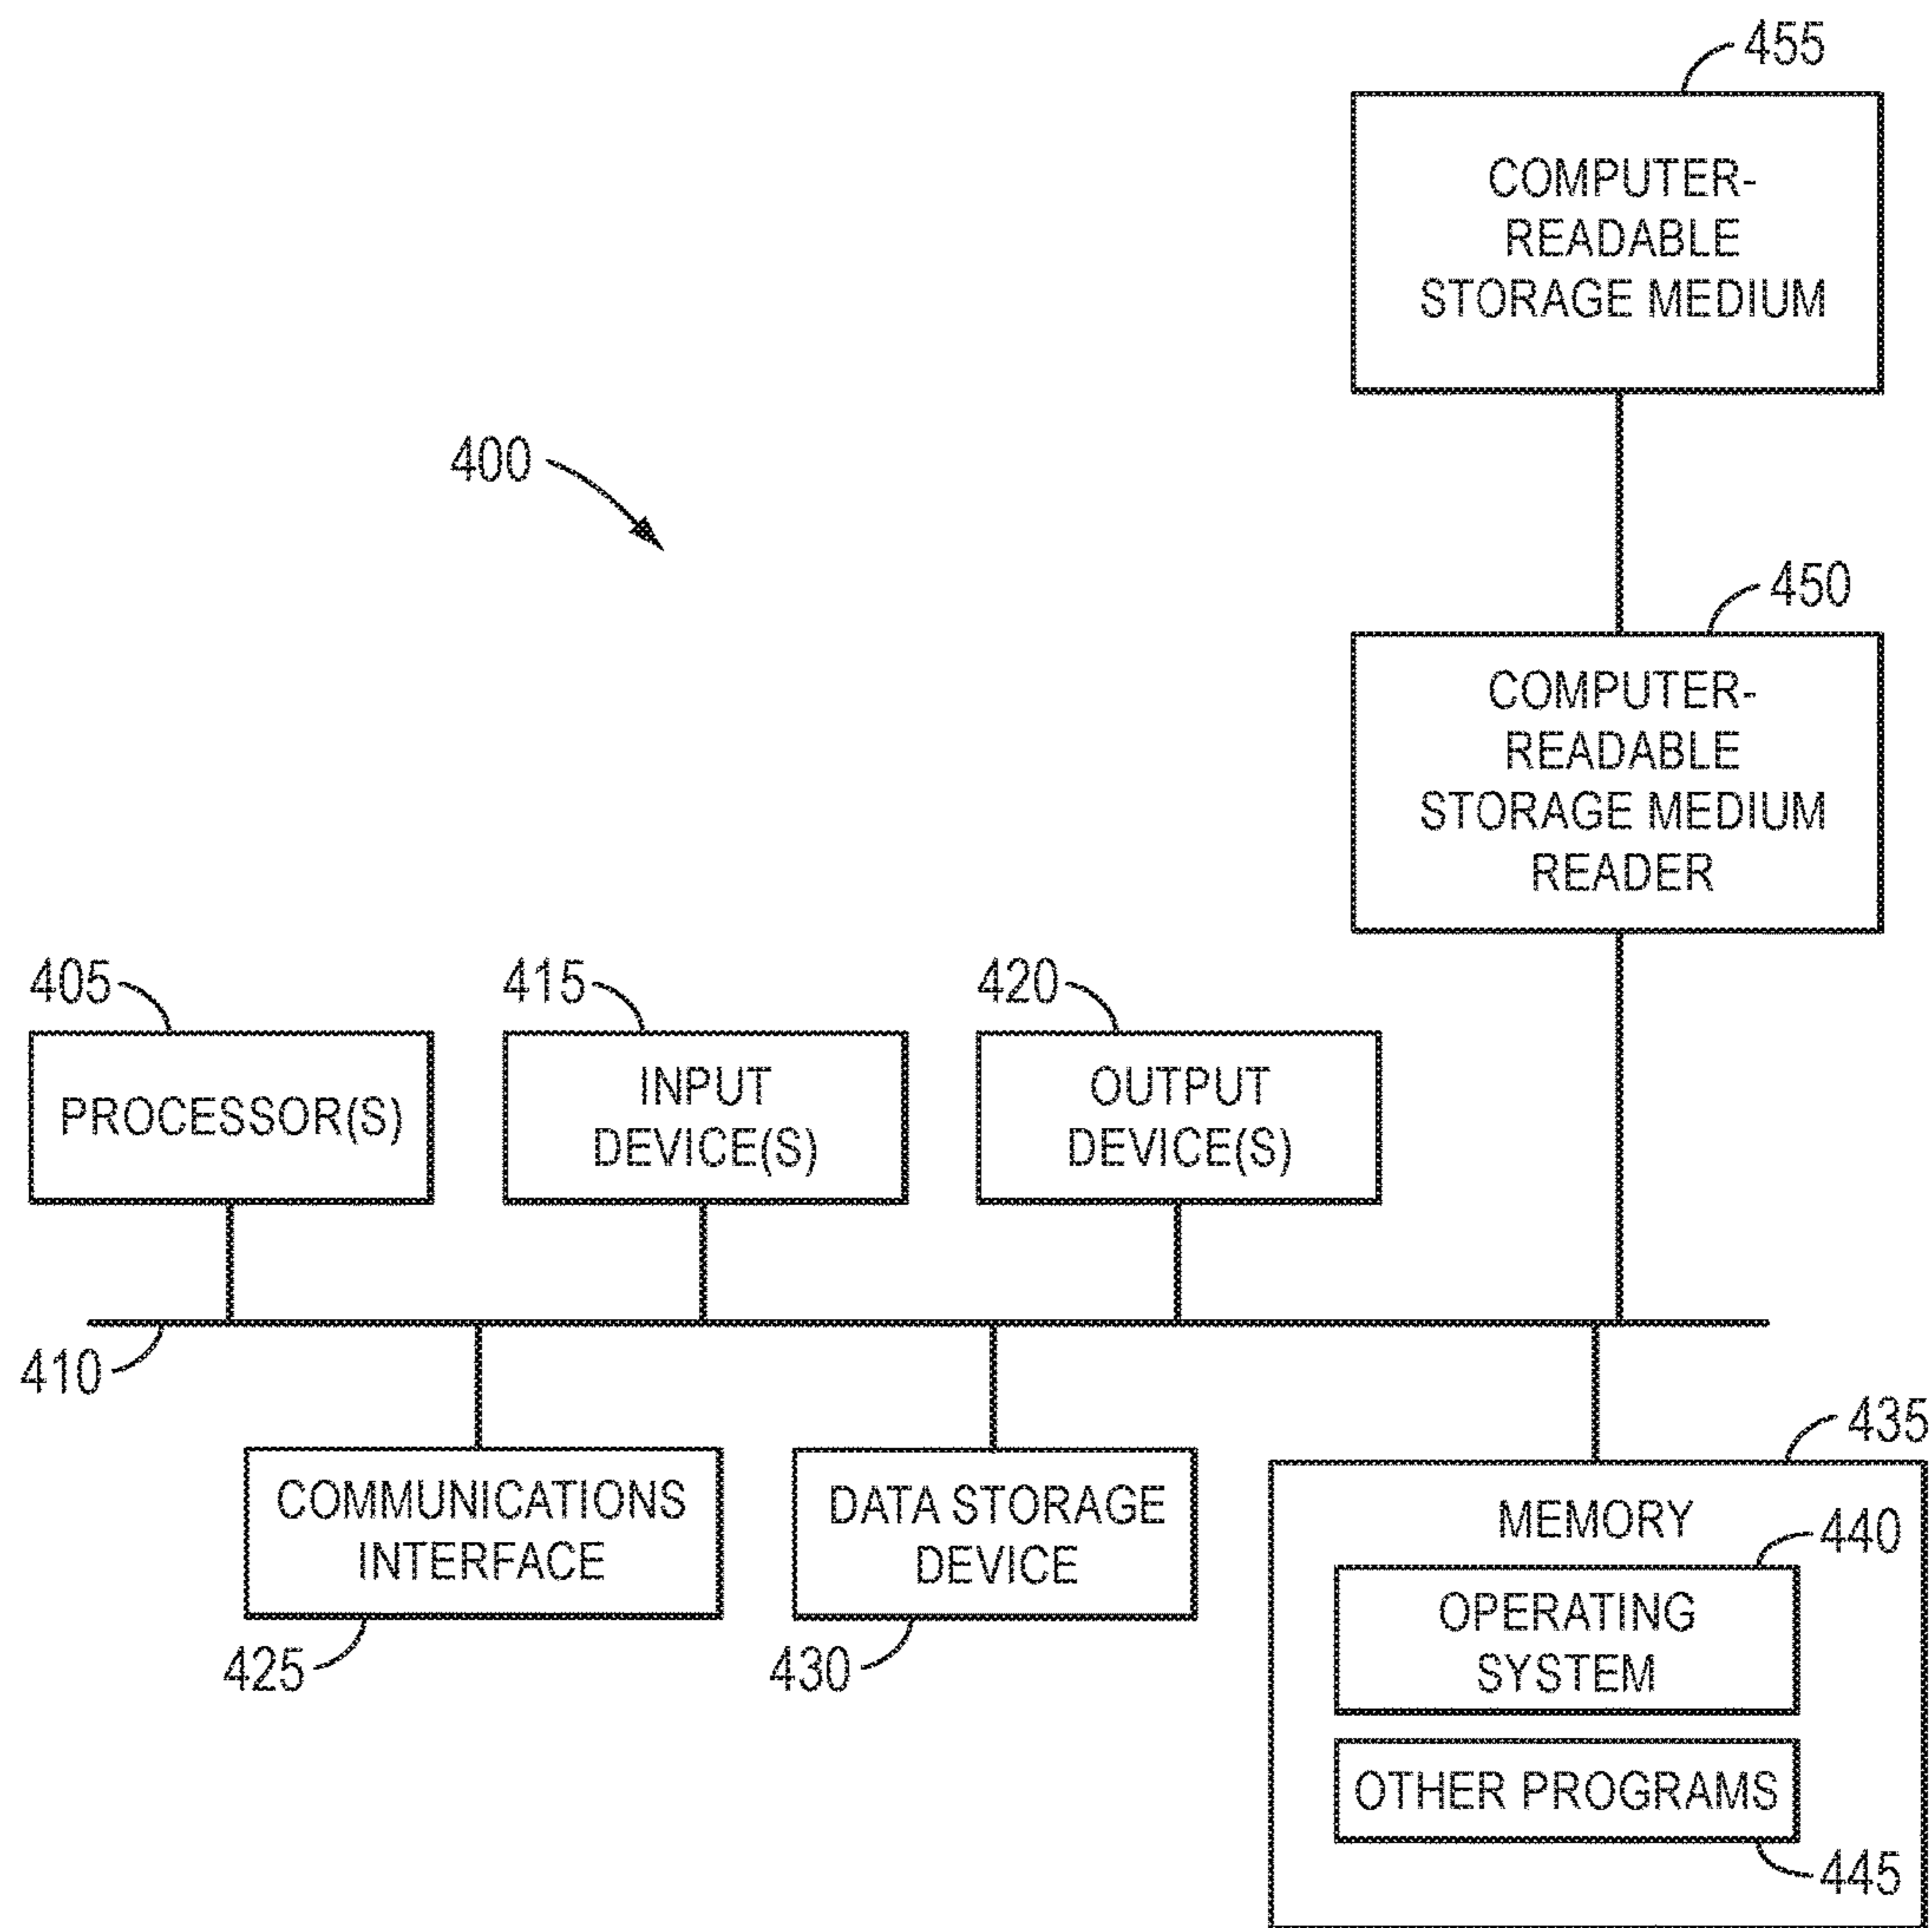 455
COMPUTER-
READABLE
STORAGE MEDIUM
400
450
COMPUTER-
READABLE
STORAGE MEDIUM
READER
405
PROCESSOR(S)
415
INPUT
DEVICE(S)
420
OUTPUT
DEVICE(S)
410
COMMUNICATIONS
INTERFACE
425
DATA STORAGE
DEVICE
430
435
MEMORY
440
OPERATING
SYSTEM
OTHER PROGRAMS
445